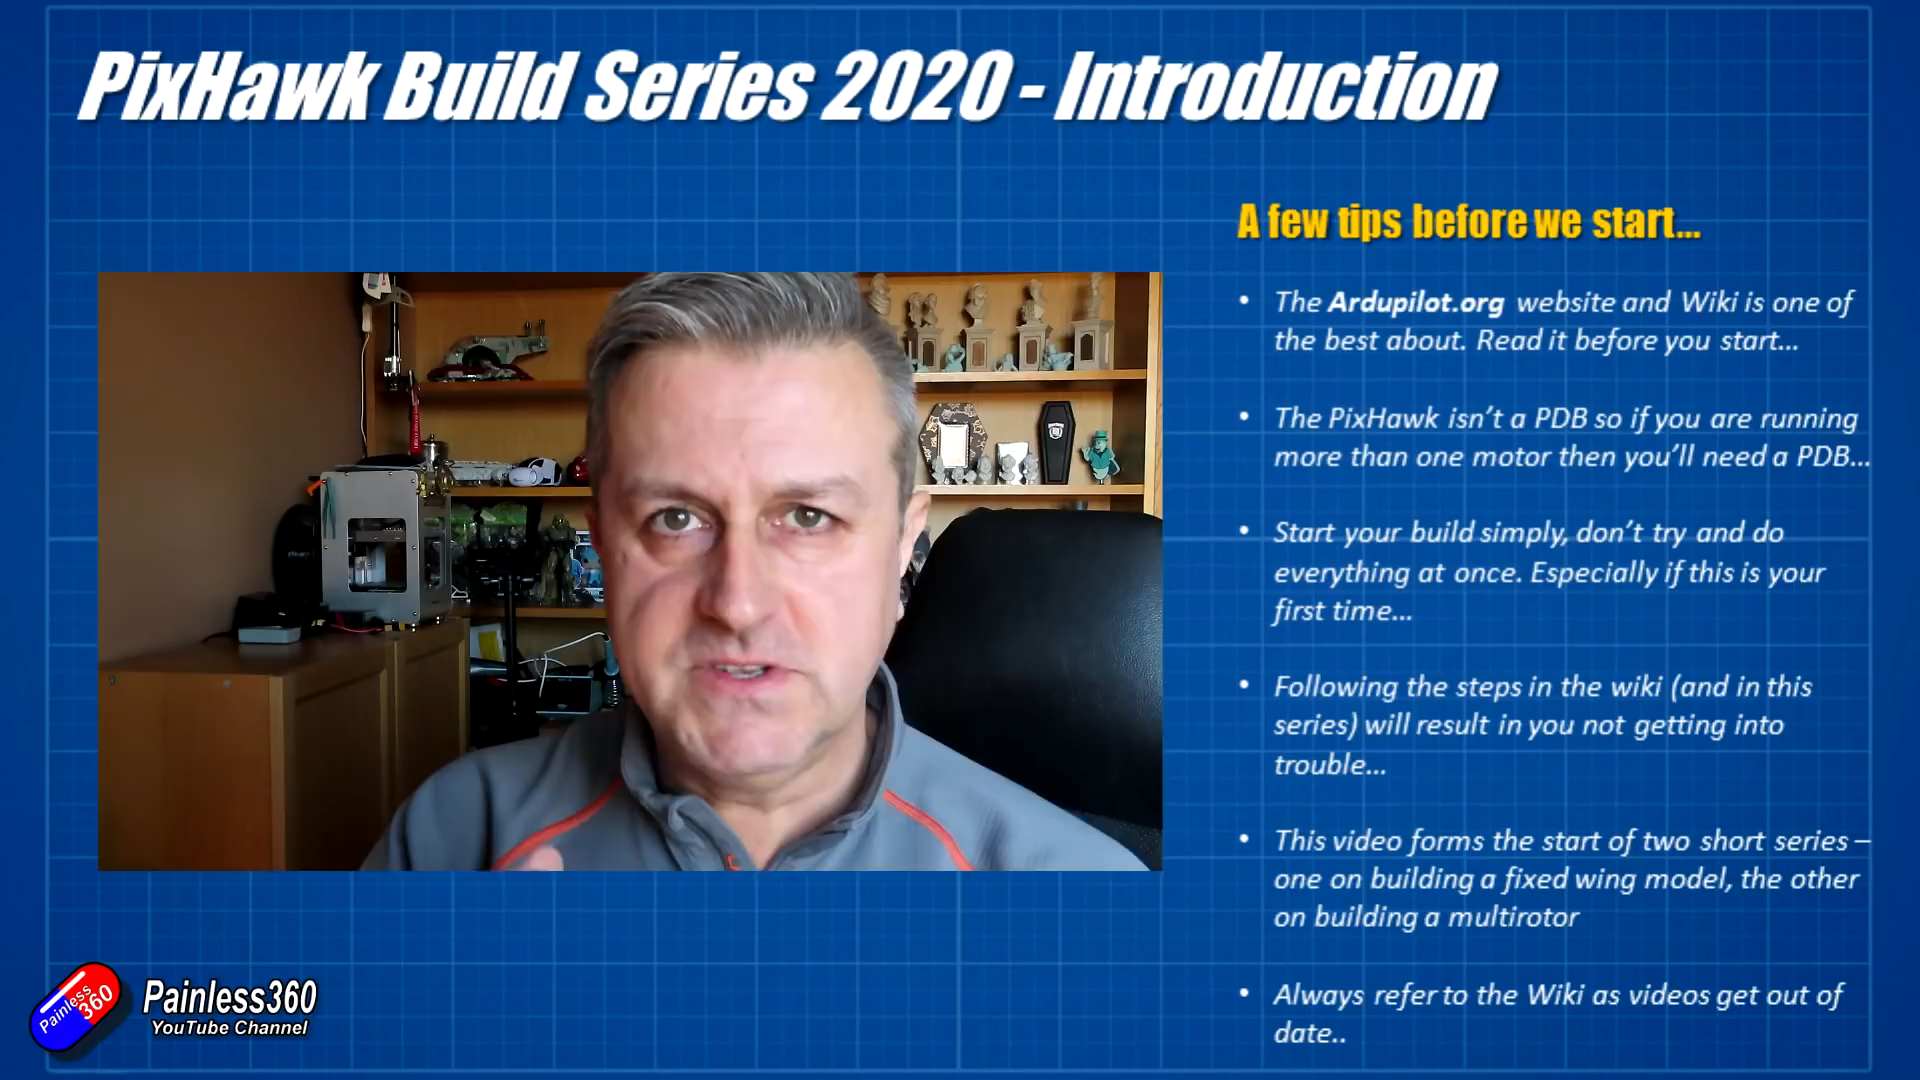 PixHawk Build Series 2020 - Introduction
A few tips before we start...
• The Ardupilot.org website and Wiki is one of
the best about. Read it before you start...
• The PixHawk isn't a PDB so if you are running
more than one motor then you'll need a PDB...
• Start your build simply, don't try and do
everything at once. Especially if this is your
first time...
• Following the steps in the wiki (and in this
series) will result in you not getting into
trouble...
• This video forms the start of two short series –
one on building a fixed wing model, the other
on building a multirotor
• Always refer to the Wiki as videos get out of
date..
Painless
360
Painless360
YouTube Channel